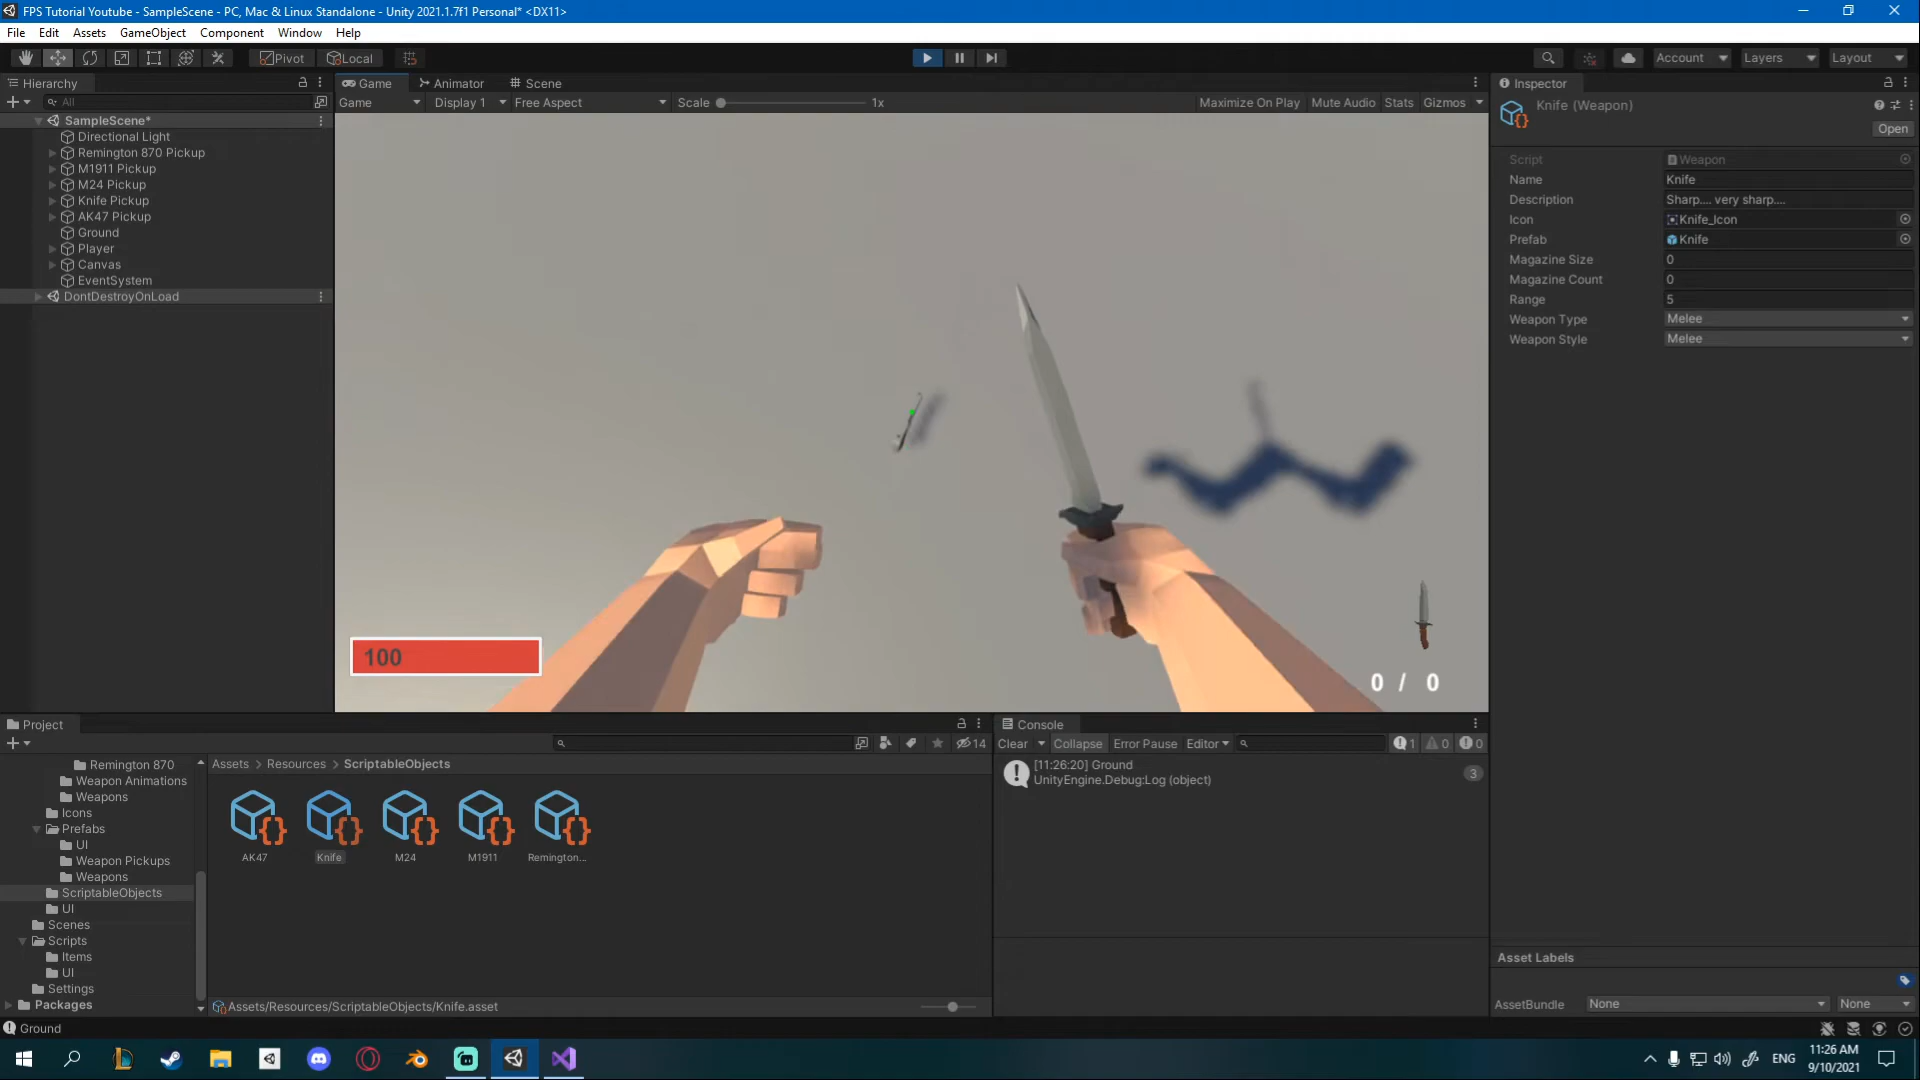 FPS Tutorial Youtube - SampleScene - PC, Mac & Linux Standalone - Unity 2021.1.7f1 Personal* <DX11>
File Edit Assets GameObject Component Window Help
Pivot Local Account Layers Layout
Hierarchy
All
SampleScene*
Directional Light
Remington 870 Pickup
M1911 Pickup
M24 Pickup
Knife Pickup
AK47 Pickup
Ground
Player
Canvas
EventSystem
DontDestroyOnLoad
Game Animator Scene
Game Display 1 Free Aspect Scale 1x Maximize On Play Mute Audio Stats Gizmos
100
0 / 0
Inspector
Knife (Weapon)
Open
Script Weapon
Name Knife
Description Sharp.... very sharp....
Icon Knife_Icon
Prefab Knife
Magazine Size 0
Magazine Count 0
Range 5
Weapon Type Melee
Weapon Style Melee
Asset Labels
AssetBundle None None
Project
14
Remington 870
Weapon Animations
Weapons
Icons
Prefabs
UI
Weapon Pickups
Weapons
ScriptableObjects
UI
Scenes
Scripts
Items
UI
Settings
Packages
Assets > Resources > ScriptableObjects
AK47 Knife M24 M1911 Remington...
Assets/Resources/ScriptableObjects/Knife.asset
Console
Clear Collapse Error Pause Editor 1 0 0
[11:26:20] Ground
UnityEngine.Debug:Log (object)
3
Ground
ENG
11:26 AM
9/10/2021